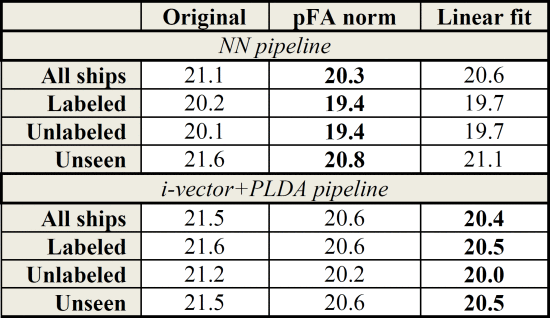 Original pFA norm Linear fit
NN pipeline
All ships 21.1 20.3 20.6
Labeled 20.2 19.4 19.7
Unlabeled 20.1 19.4 19.7
Unseen 21.6 20.8 21.1
i-vector+PLDA pipeline
All ships 21.5 20.6 20.4
Labeled 21.6 20.6 20.5
Unlabeled 21.2 20.2 20.0
Unseen 21.5 20.6 20.5